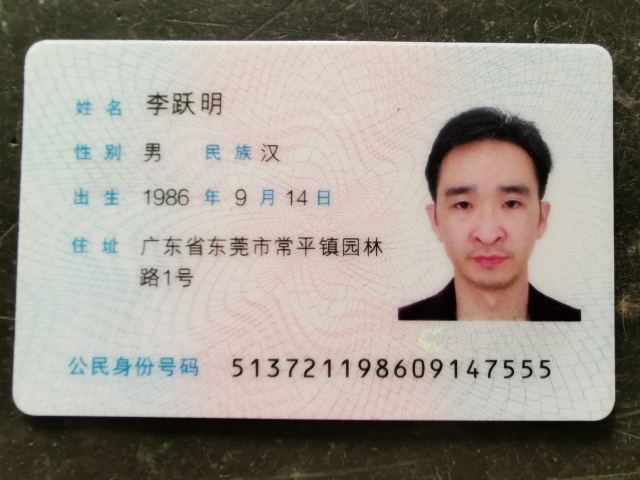 姓名 李跃明
性别 男 民族 汉
出生 1986 年 9 月 14 日
住址 广东省东莞市常平镇园林
路1号
公民身份号码 513721198609147555